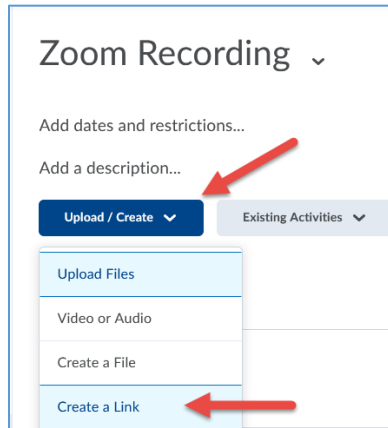 Zoom Recording
Add dates and restrictions...
Add a description...
Upload / Create Existing Activities
Upload Files
Video or Audio
Create a File
Create a Link